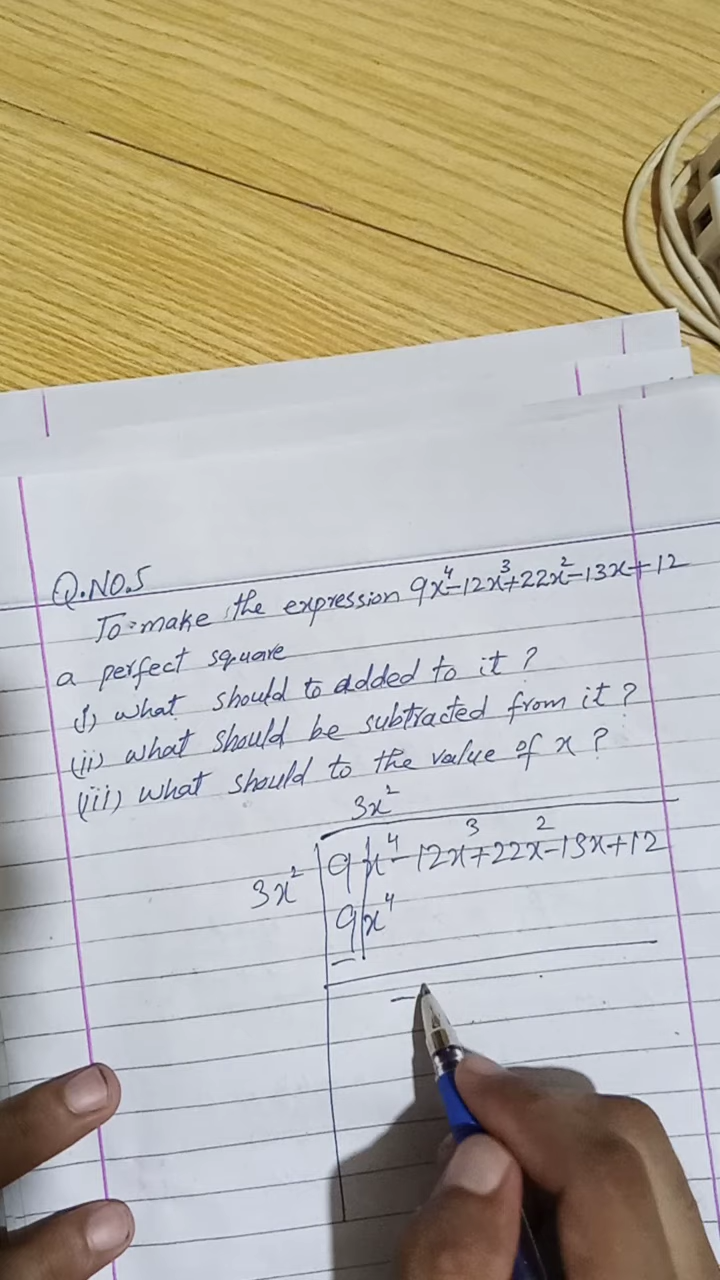 Q.NO.5
To make the expression 9x⁴-12x³+22x²-13x+12
a perfect square
(i) what should to added to it ?
(ii) what should be subtracted from it ?
(iii) what should to the value of x ?
3x²
3x² 9x⁴-12x³+22x²-13x+12
9x⁴
-
-